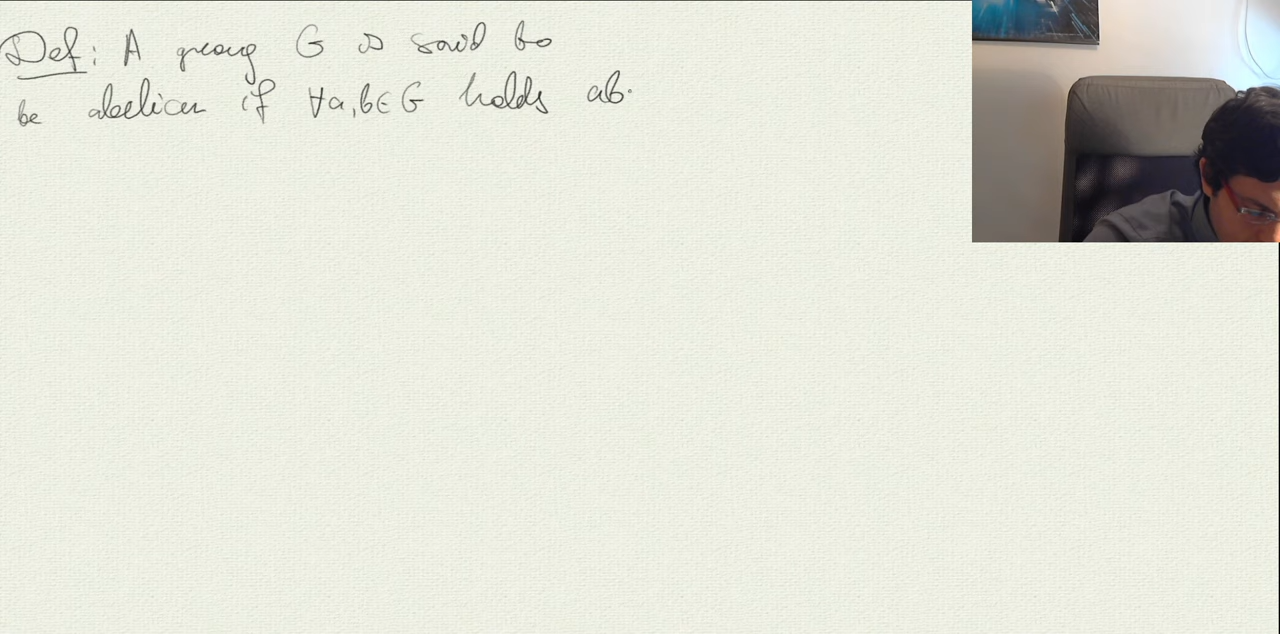 Def: A group G is said to
be abelian if ∀a,b∈G holds ab